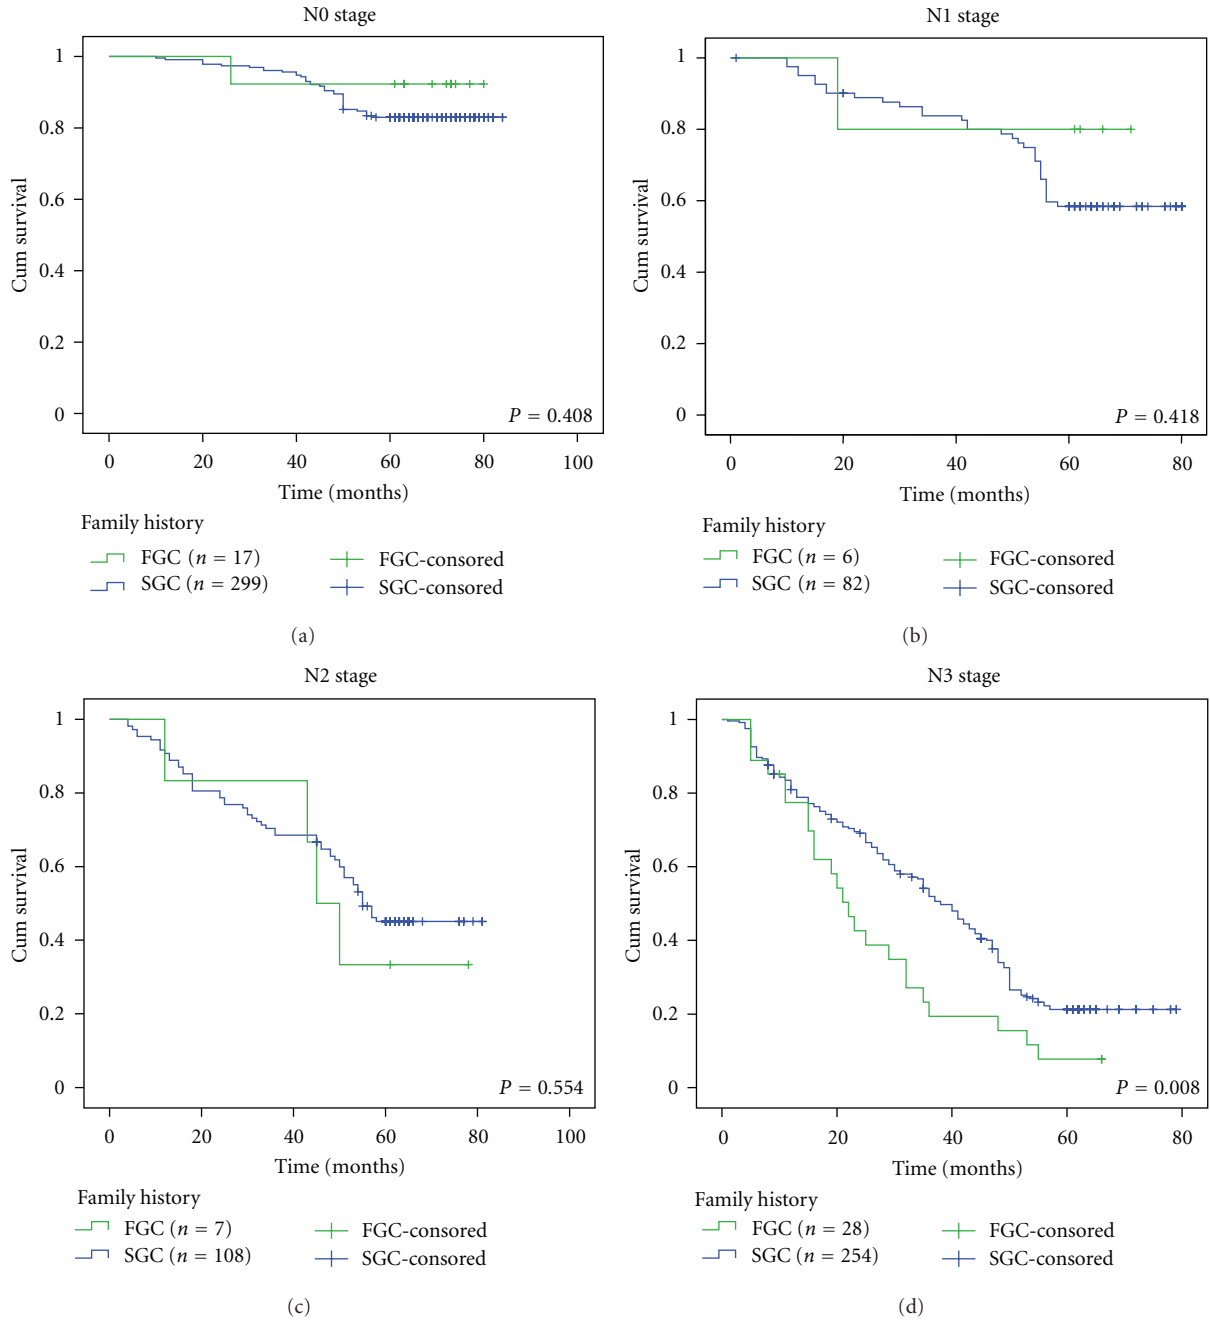 N0 stage
1
0.8
0.6
0.4
0.2
0
Cum survival
P = 0.408
0 20 40 60 80 100
Time (months)
Family history
FGC (n = 17) FGC-consored
SGC (n = 299) SGC-consored
(a)
N1 stage
1
0.8
0.6
0.4
0.2
0
Cum survival
P = 0.418
0 20 40 60 80
Time (months)
Family history
FGC (n = 6) FGC-consored
SGC (n = 82) SGC-consored
(b)
N2 stage
1
0.8
0.6
0.4
0.2
0
Cum survival
P = 0.554
0 20 40 60 80 100
Time (months)
Family history
FGC (n = 7) FGC-consored
SGC (n = 108) SGC-consored
(c)
N3 stage
1
0.8
0.6
0.4
0.2
0
Cum survival
P = 0.008
0 20 40 60 80
Time (months)
Family history
FGC (n = 28) FGC-consored
SGC (n = 254) SGC-consored
(d)